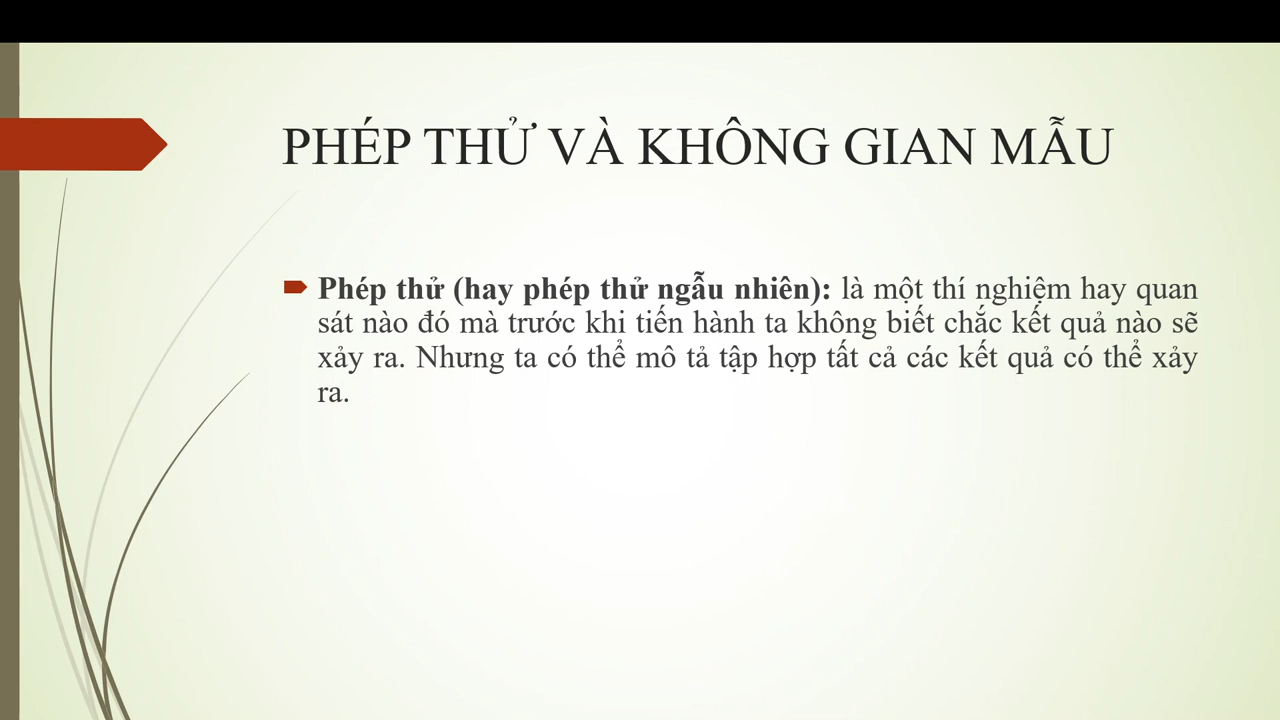 PHÉP THỬ VÀ KHÔNG GIAN MẪU
Phép thử (hay phép thử ngẫu nhiên): là một thí nghiệm hay quan
sát nào đó mà trước khi tiến hành ta không biết chắc kết quả nào sẽ
xảy ra. Nhưng ta có thể mô tả tập hợp tất cả các kết quả có thể xảy
ra.